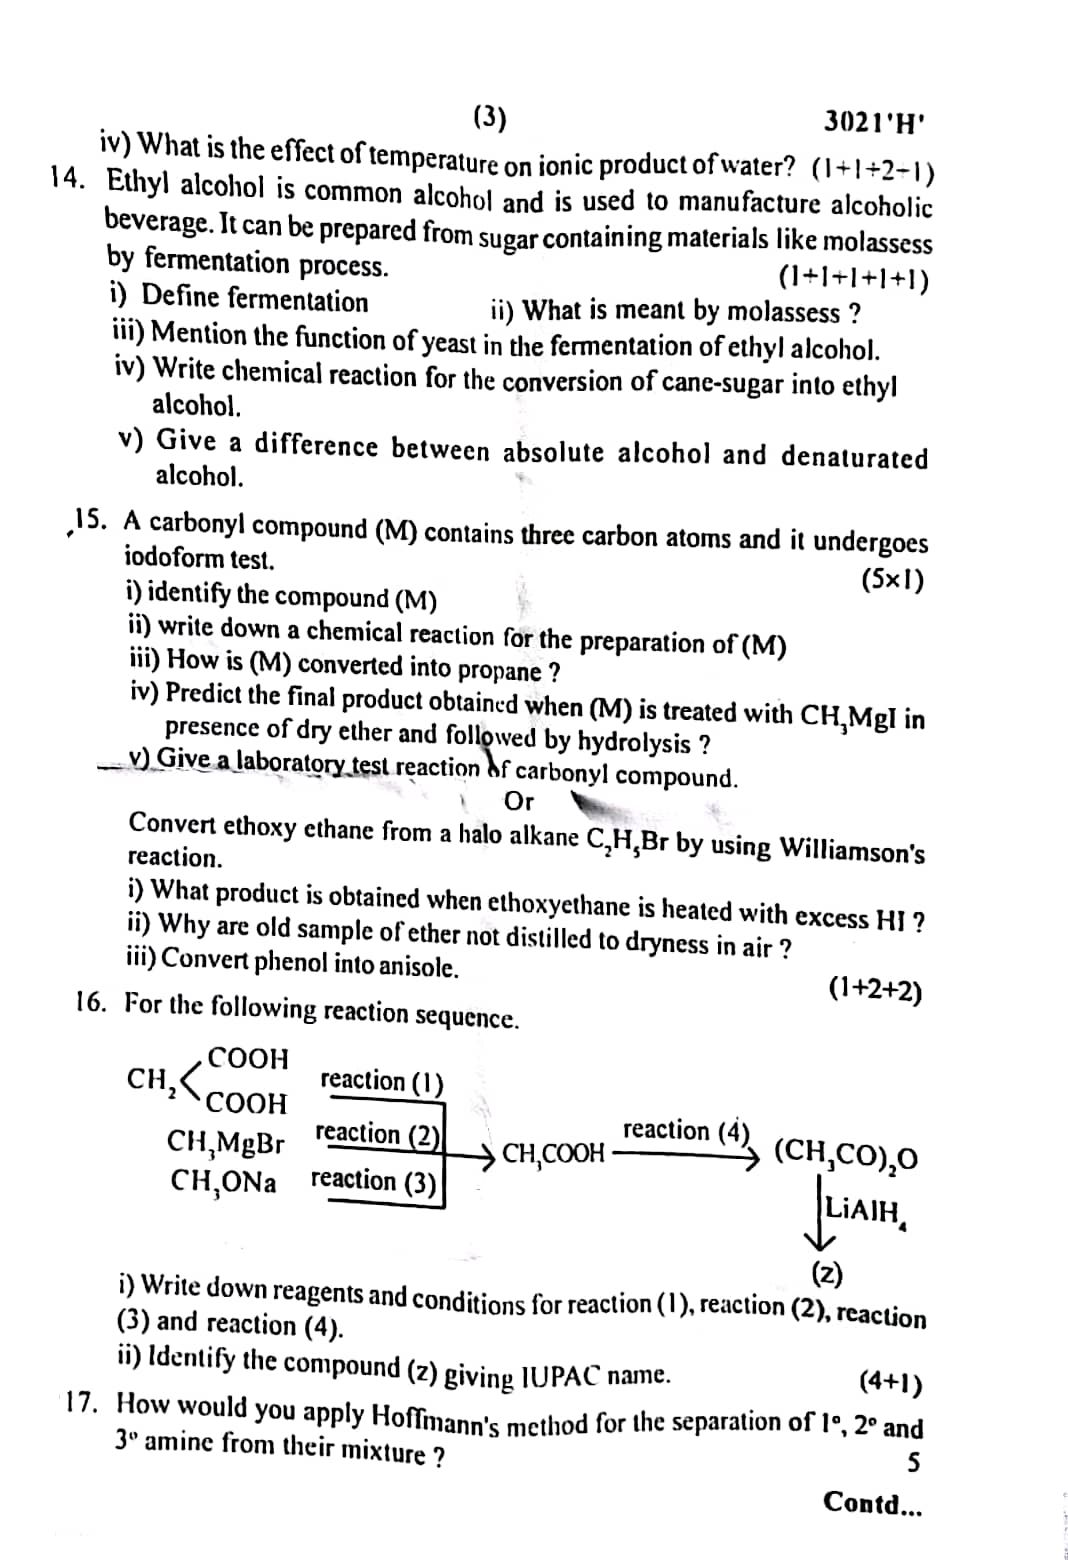 (3)
3021'H'
iv) What is the effect of temperature on ionic product of water? (1+1+2+1)
14. Ethyl alcohol is common alcohol and is used to manufacture alcoholic
beverage. It can be prepared from sugar containing materials like molassess
by fermentation process. (1+1+1+1+1)
i) Define fermentation ii) What is meant by molassess ?
iii) Mention the function of yeast in the fermentation of ethyl alcohol.
iv) Write chemical reaction for the conversion of cane-sugar into ethyl
alcohol.
v) Give a difference between absolute alcohol and denaturated
alcohol.
15. A carbonyl compound (M) contains three carbon atoms and it undergoes
iodoform test. (5×1)
i) identify the compound (M)
ii) write down a chemical reaction for the preparation of (M)
iii) How is (M) converted into propane ?
iv) Predict the final product obtained when (M) is treated with CH₃MgI in
presence of dry ether and followed by hydrolysis ?
v) Give a laboratory test reaction of carbonyl compound.
Or
Convert ethoxy ethane from a halo alkane C₂H₅Br by using Williamson's
reaction.
i) What product is obtained when ethoxyethane is heated with excess HI ?
ii) Why are old sample of ether not distilled to dryness in air ?
iii) Convert phenol into anisole.
(1+2+2)
16. For the following reaction sequence.
COOH
CH₂
COOH
reaction (1)
CH₃MgBr reaction (2)
CH₃ONa reaction (3)
CH₃COOH
reaction (4)
(CH₃CO)₂O
LiAlH₄
(z)
i) Write down reagents and conditions for reaction (1), reaction (2), reaction
(3) and reaction (4).
ii) Identify the compound (z) giving IUPAC name. (4+1)
17. How would you apply Hoffmann's method for the separation of 1º, 2º and
3º amine from their mixture ? 5
Contd...